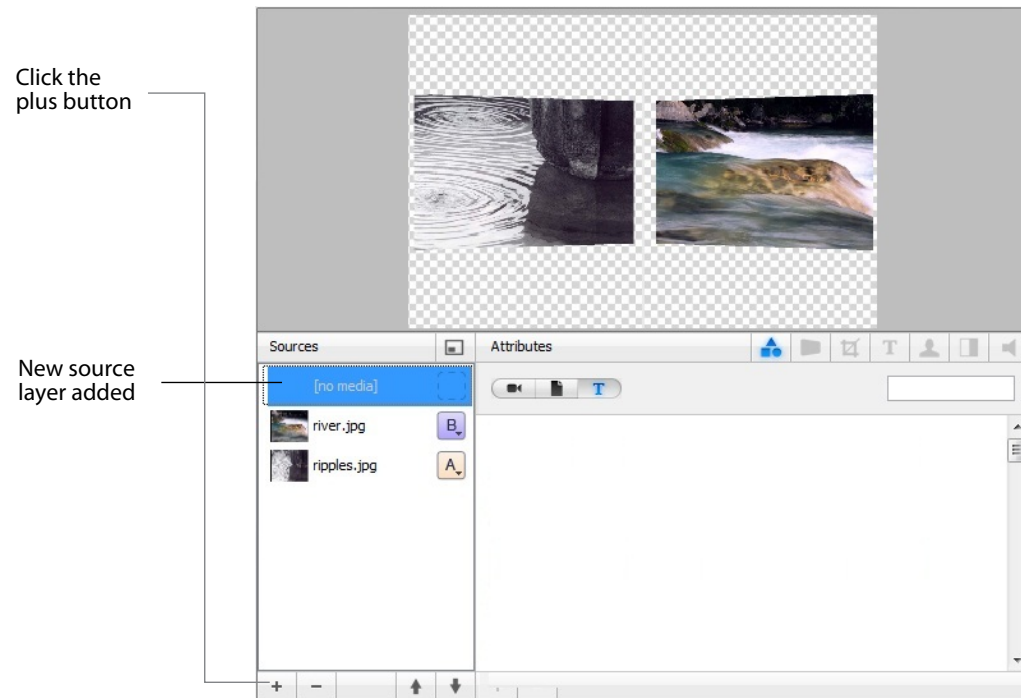 Click the
plus button
Sources
Attributes
T
New source
layer added
[no media]
T
river.jpg
B
ripples.jpg
A